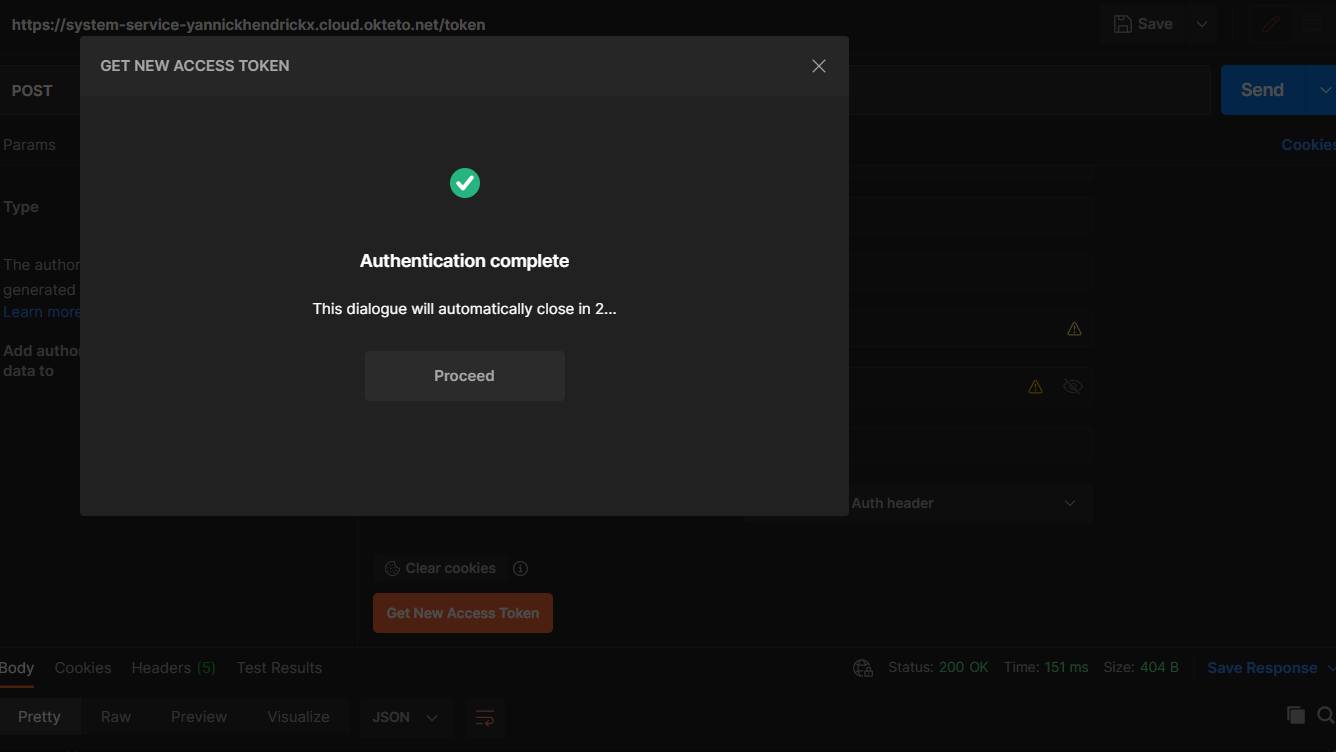 https://system-service-yannickhendrickx.cloud.okteto.net/token
Save
GET NEW ACCESS TOKEN
POST
Send
Params
Cookies
Type
Authentication complete
The author
generated
This dialogue will automatically close in 2...
Learn more
Add author
data to
Proceed
Auth header
Clear cookies
Get New Access Token
Body Cookies Headers (5) Test Results
Status: 200 OK Time: 151 ms Size: 404 B Save Response
Pretty Raw Preview Visualize JSON